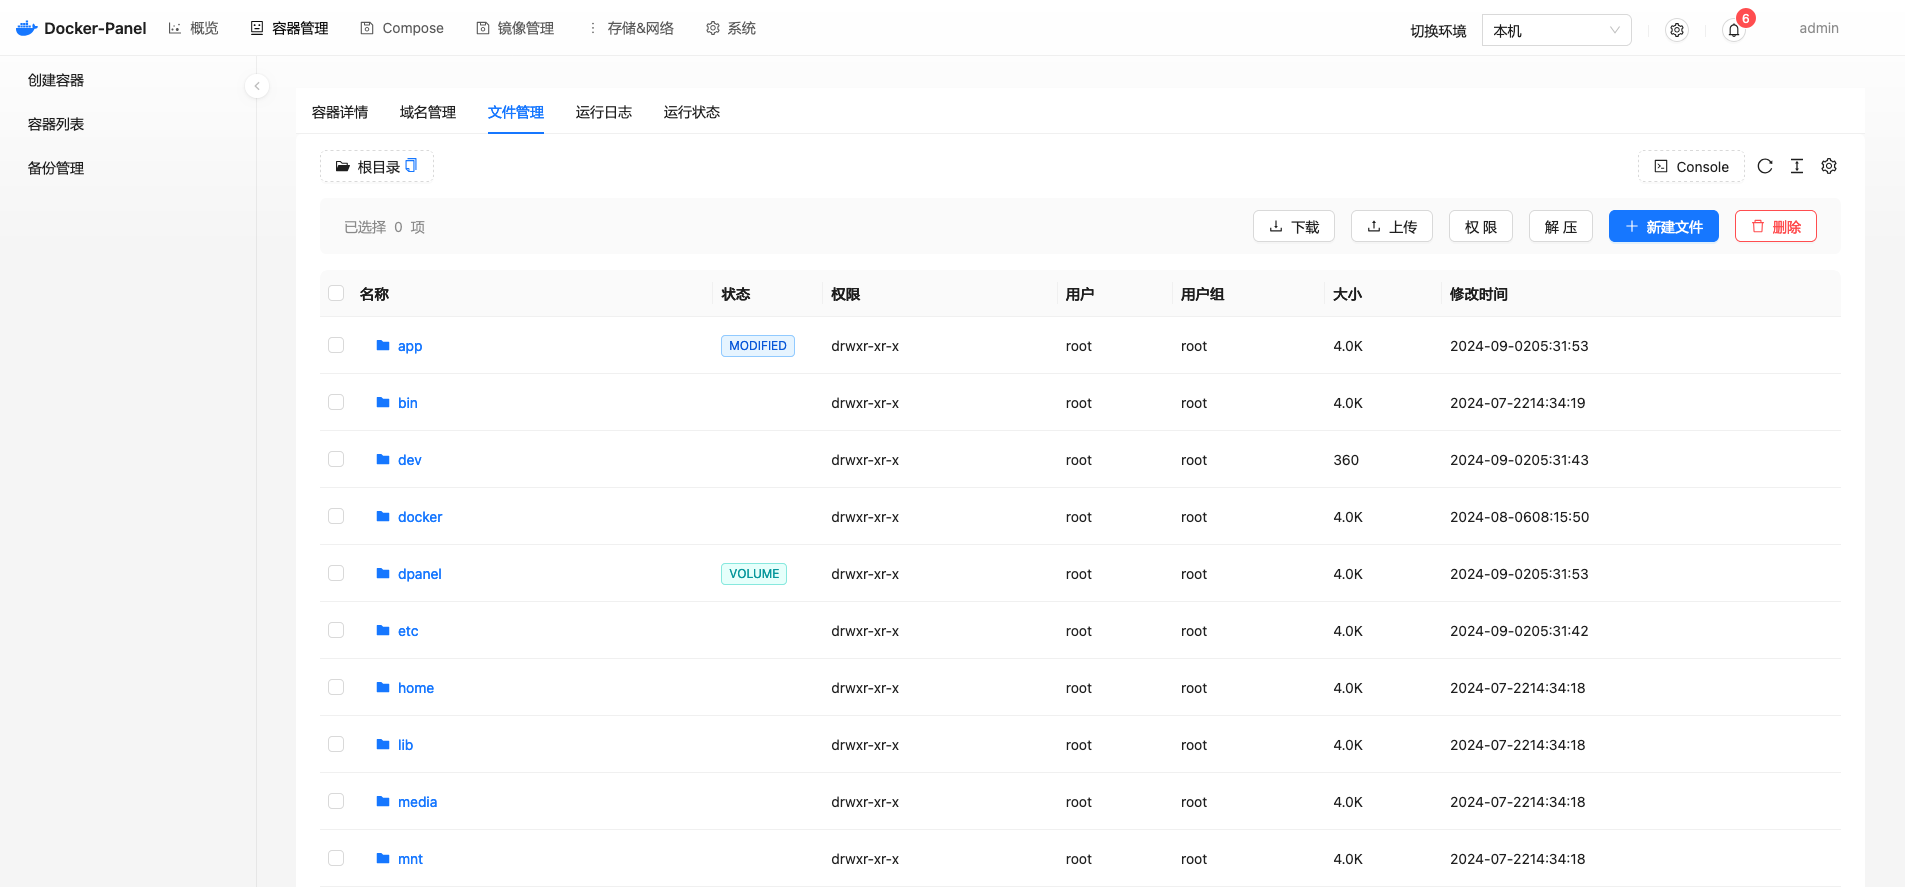 Docker-Panel 概览 容器管理 Compose 镜像管理 存储&网络 系统 切换环境 本机 6 admin
创建容器
容器列表
备份管理
容器详情 域名管理 文件管理 运行日志 运行状态
根目录 Console
已选择 0 项 下载 上传 权限 解压 新建文件 删除
名称 状态 权限 用户 用户组 大小 修改时间
app MODIFIED drwxr-xr-x root root 4.0K 2024-09-0205:31:53
bin drwxr-xr-x root root 4.0K 2024-07-2214:34:19
dev drwxr-xr-x root root 360 2024-09-0205:31:43
docker drwxr-xr-x root root 4.0K 2024-08-0608:15:50
dpanel VOLUME drwxr-xr-x root root 4.0K 2024-09-0205:31:53
etc drwxr-xr-x root root 4.0K 2024-09-0205:31:42
home drwxr-xr-x root root 4.0K 2024-07-2214:34:18
lib drwxr-xr-x root root 4.0K 2024-07-2214:34:18
media drwxr-xr-x root root 4.0K 2024-07-2214:34:18
mnt drwxr-xr-x root root 4.0K 2024-07-2214:34:18